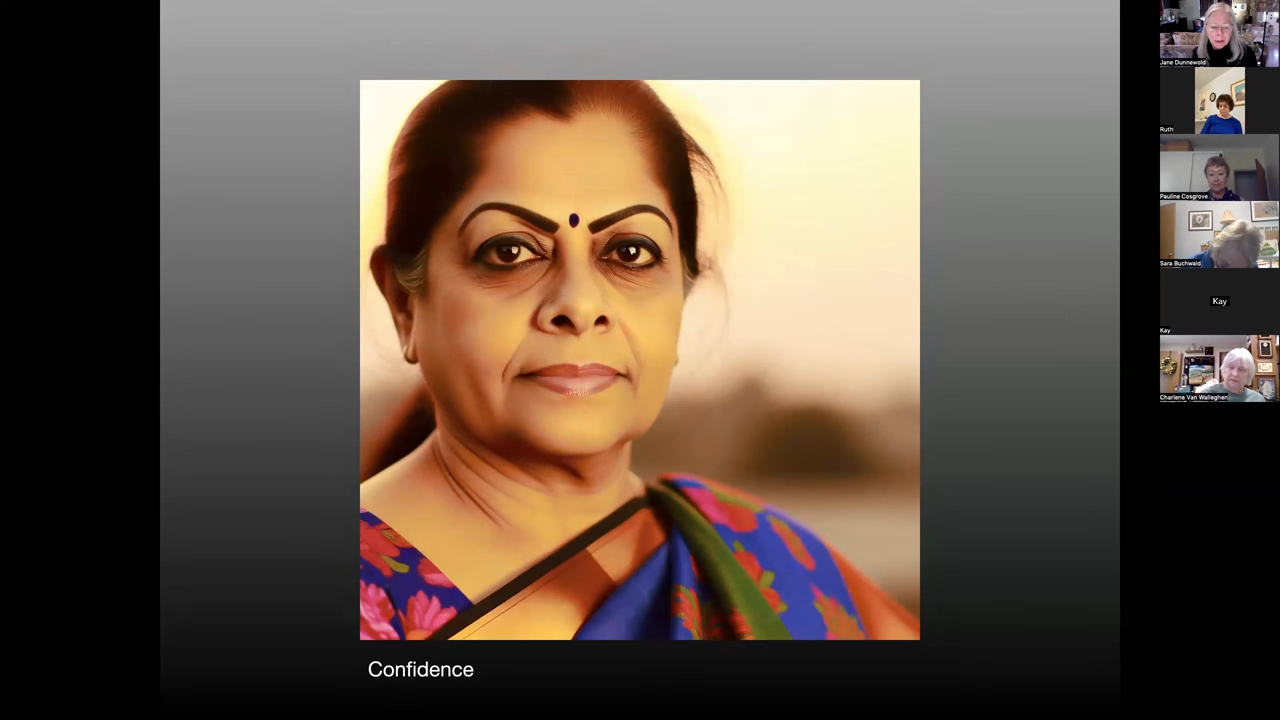 Jane Dunnewold
Ruth
Pauline Cosgrove
Sara Buchwald
Kay
Kay
Charlene Van Walleghen
Confidence